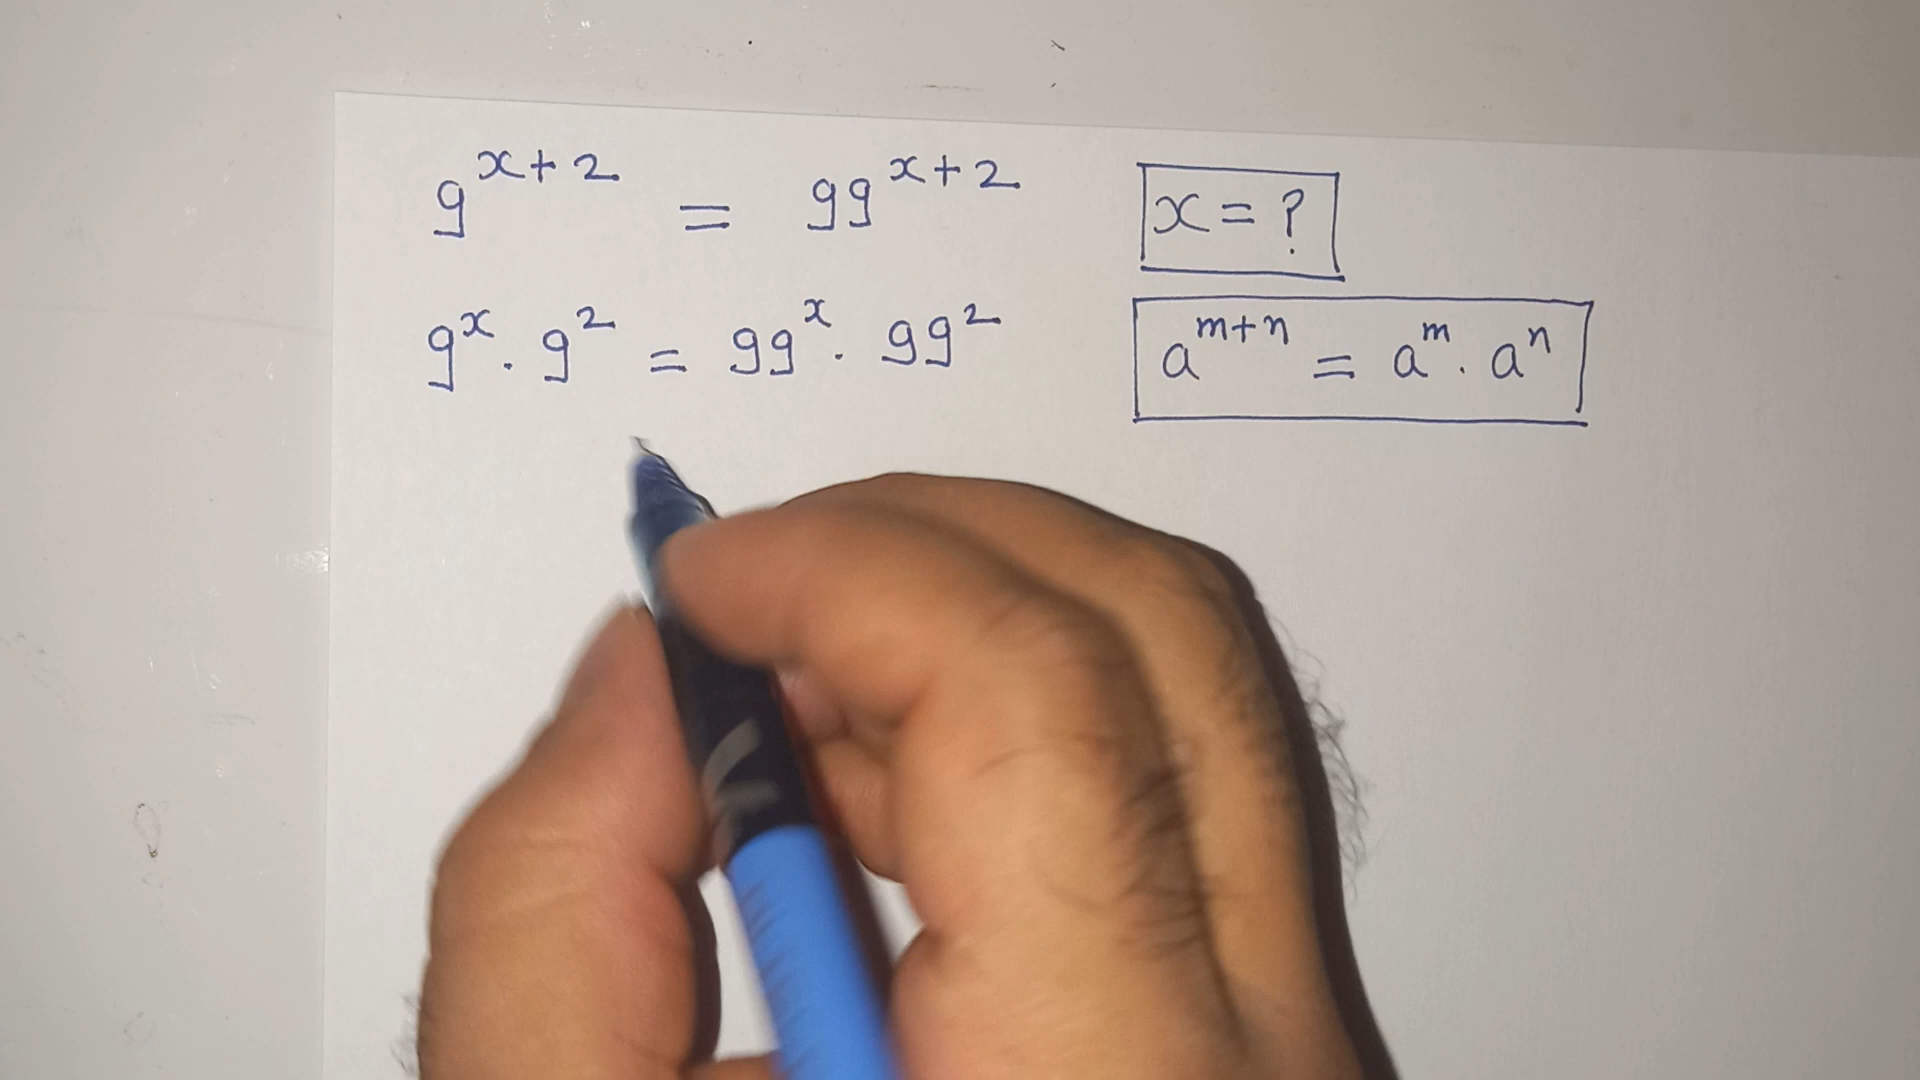 9^{x+2} = 99^{x+2}
x = ?
9^x . 9^2 = 99^x . 99^2
a^{m+n} = a^m . a^n